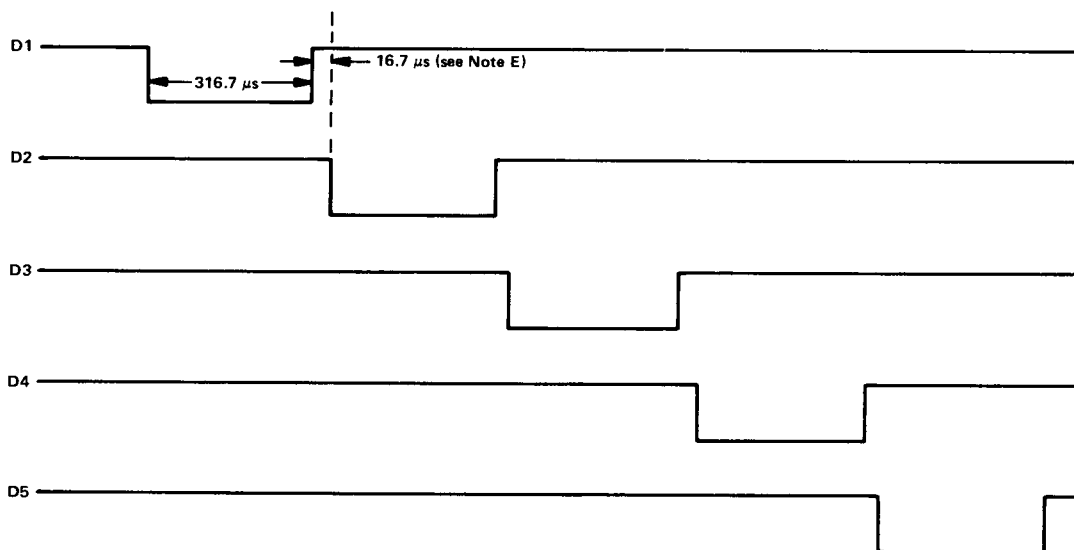 D1
16.7 μs (see Note E)
316.7 μs
D2
D3
D4
D5